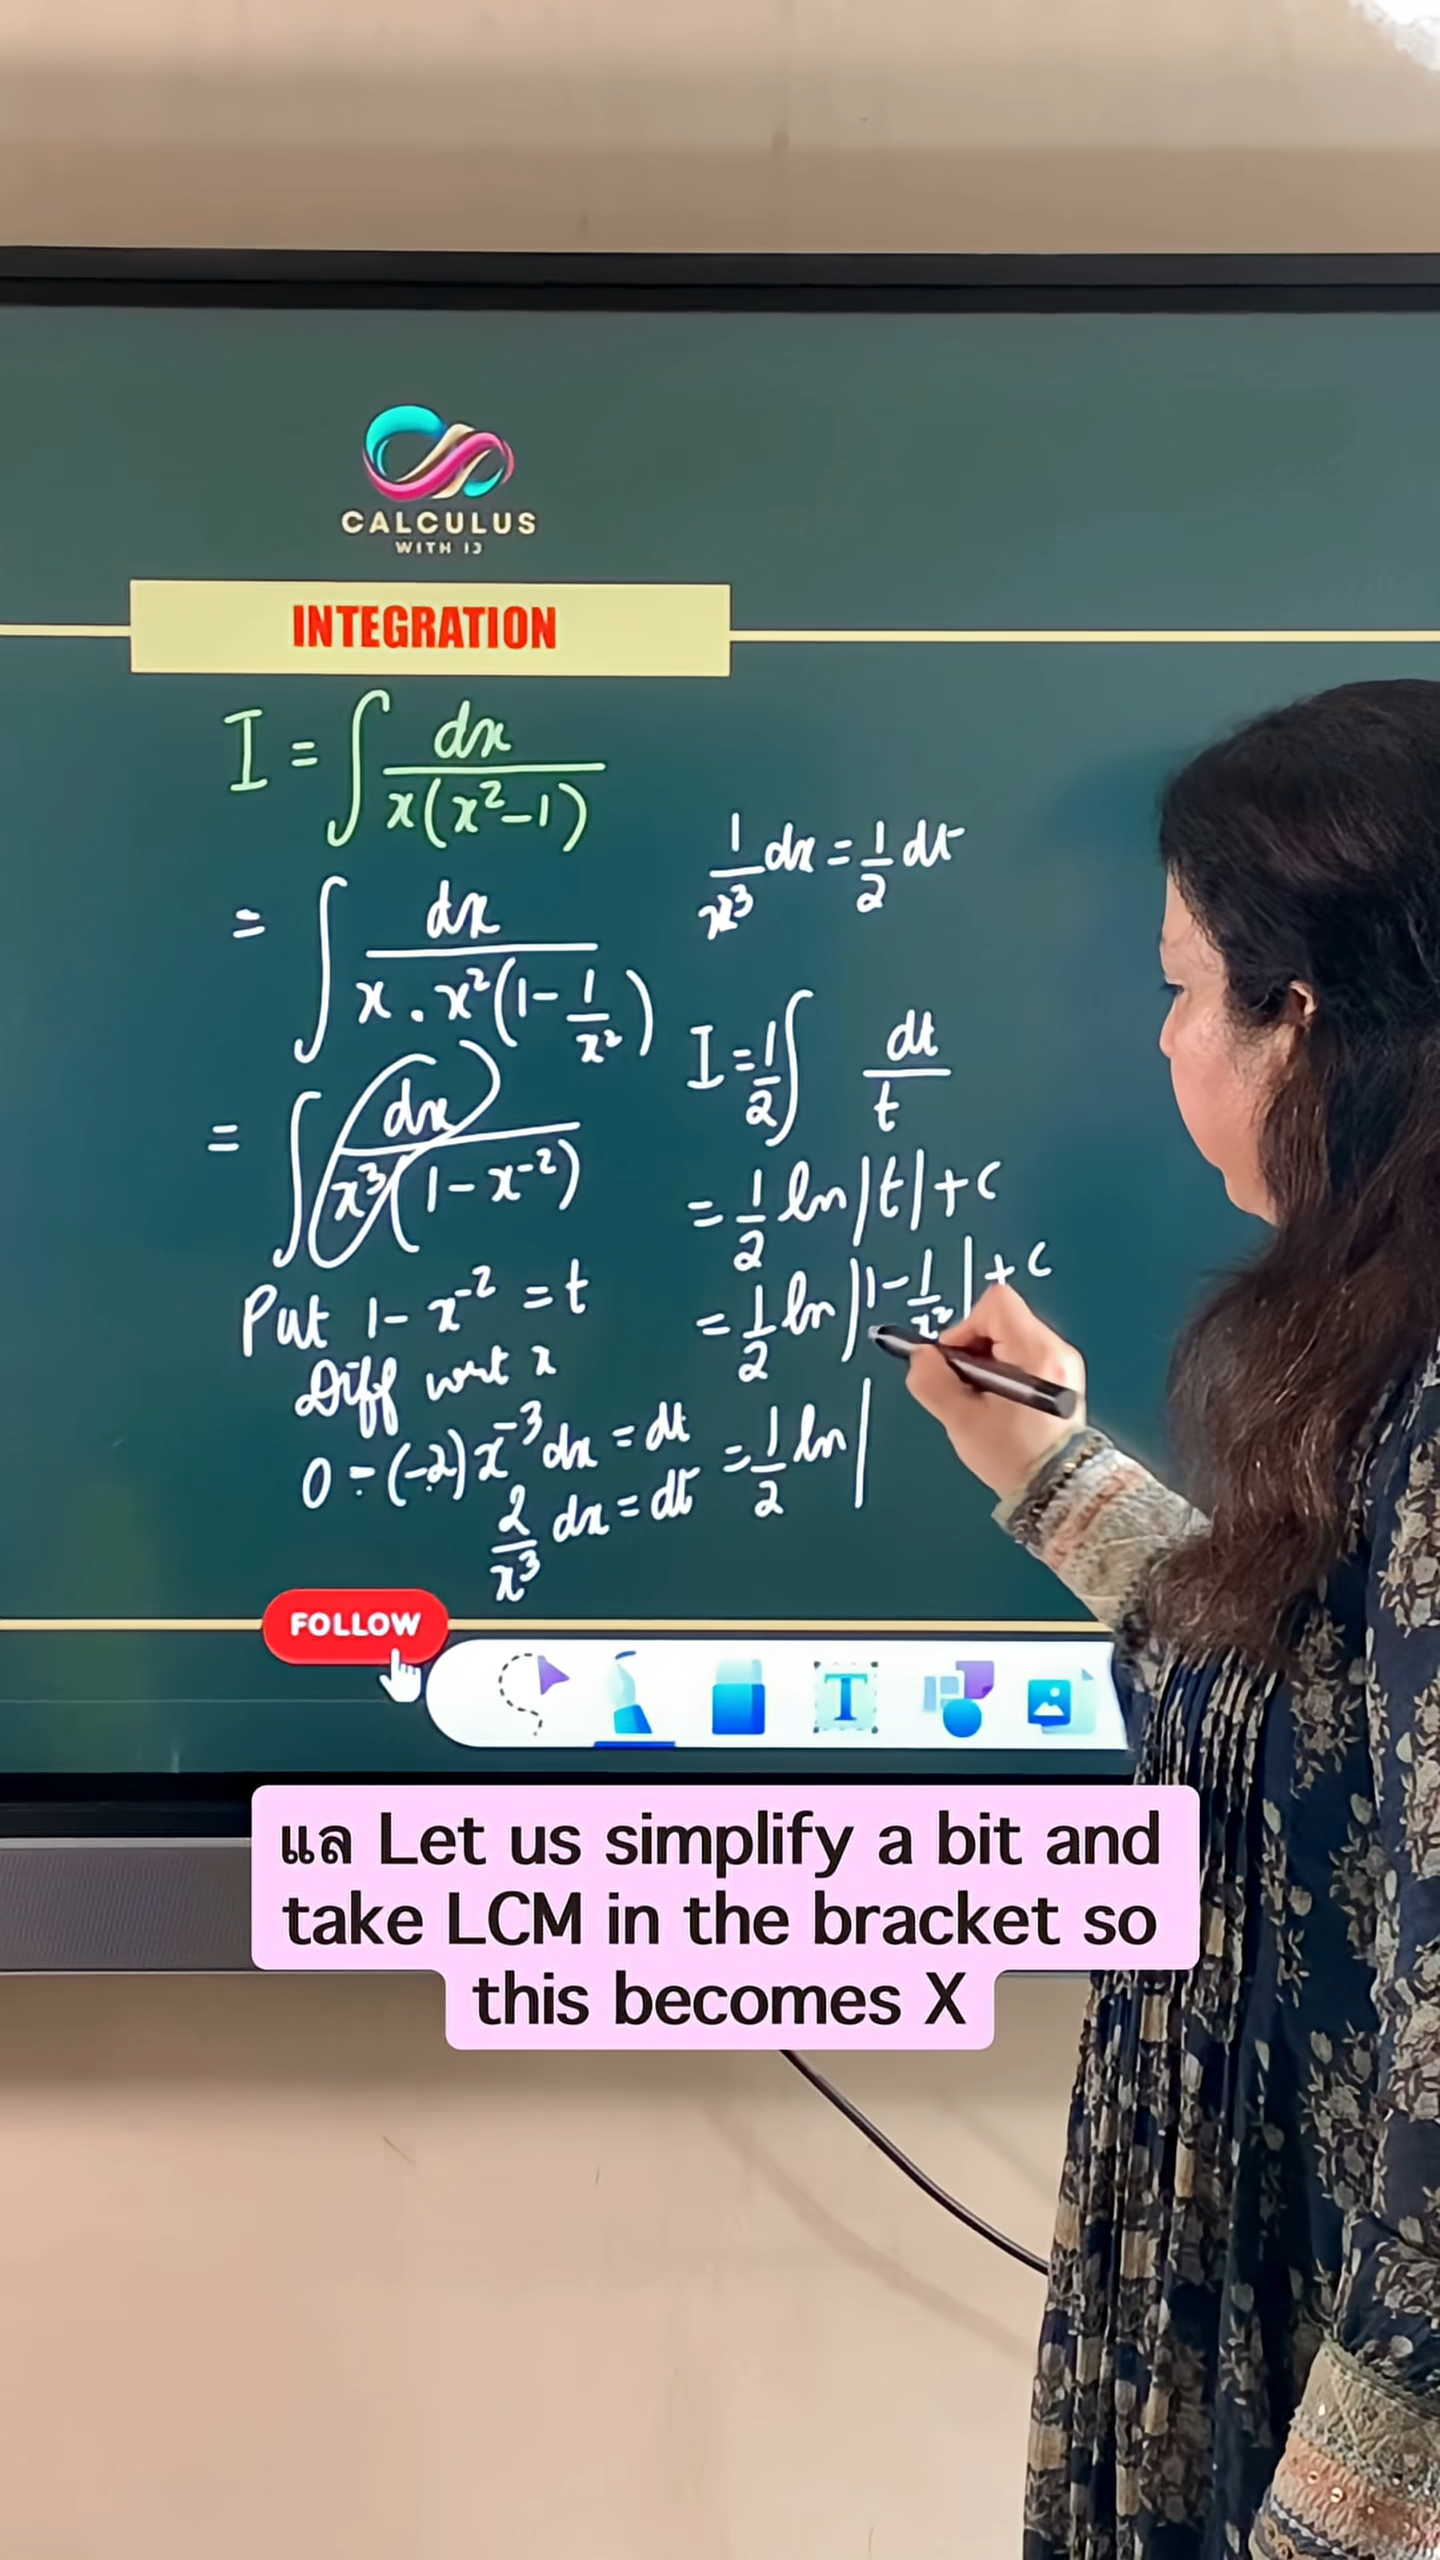 CALCULUS
WITH IJ
INTEGRATION
I = ∫ dx / x(x²-1)
= ∫ dx / x . x²(1 - 1/x²)
= ∫ dx / x³(1 - x⁻²)
Put 1 - x⁻² = t
Diff wrt x
0 - (-2)x⁻³dx = dt
2/x³ dx = dt
1/x³ dx = 1/2 dt
I = 1/2 ∫ dt/t
= 1/2 ln|t| + c
= 1/2 ln|1 - 1/x²| + c
= 1/2 ln|
FOLLOW
T
แล Let us simplify a bit and
take LCM in the bracket so
this becomes X